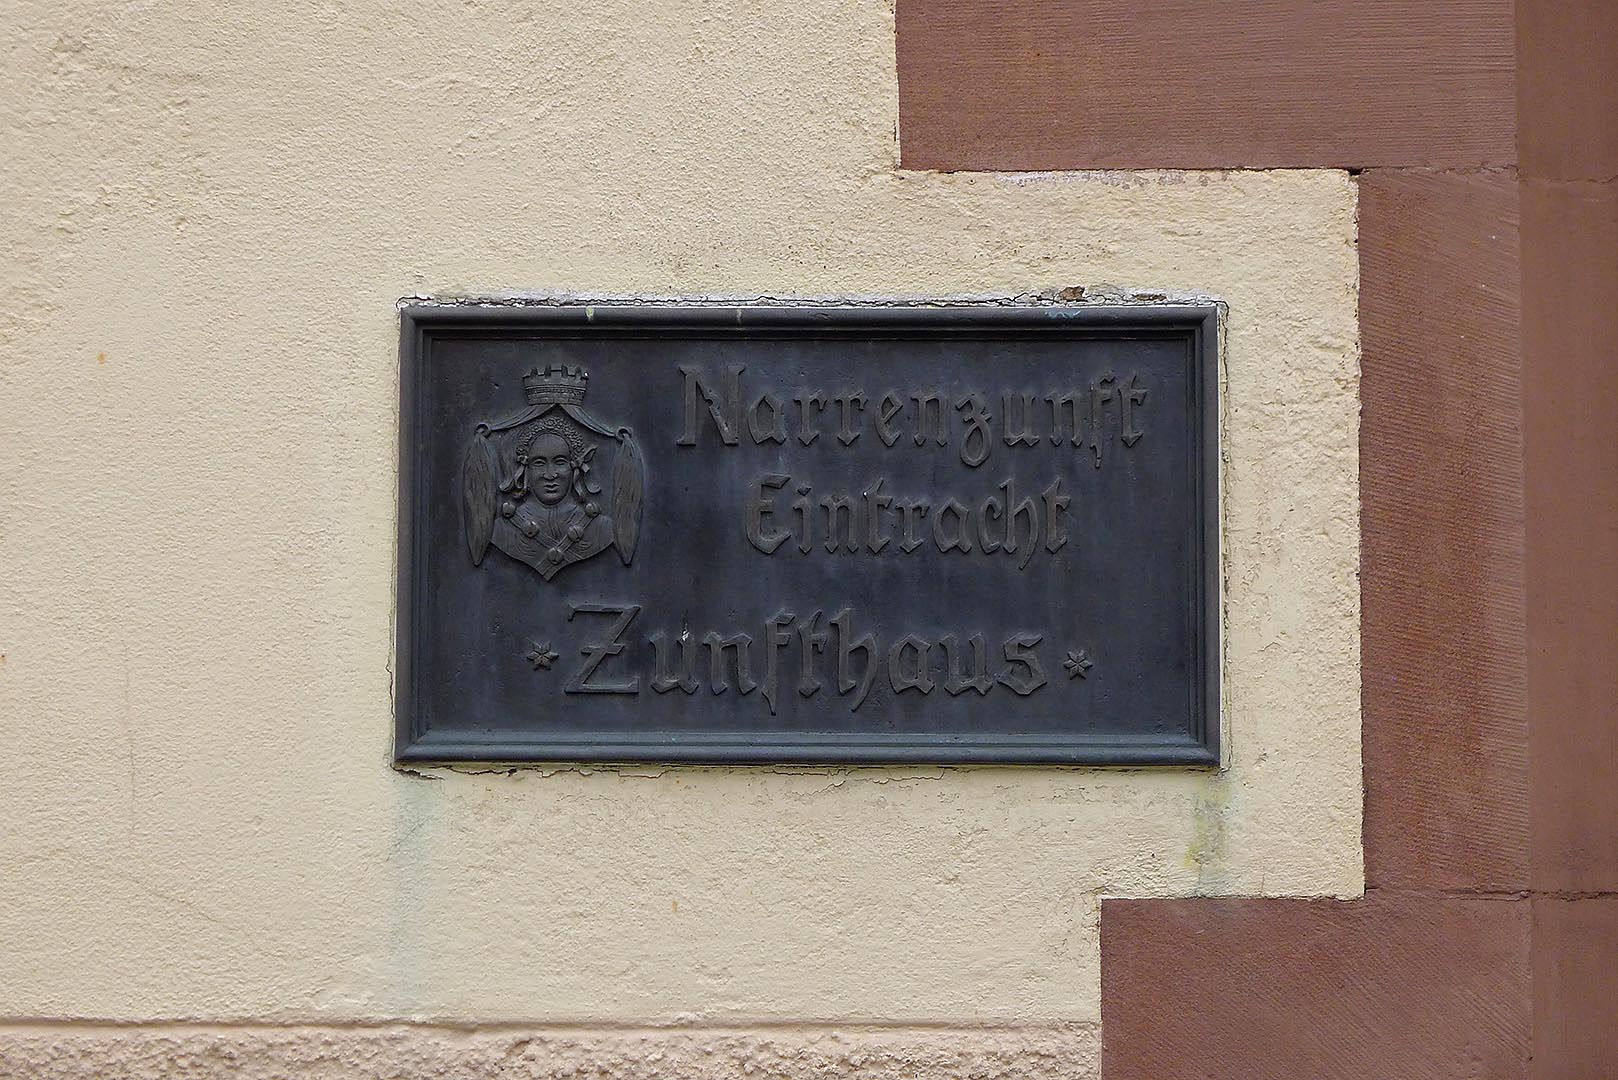 Narrenzunft
Eintracht
* Zunfthaus *